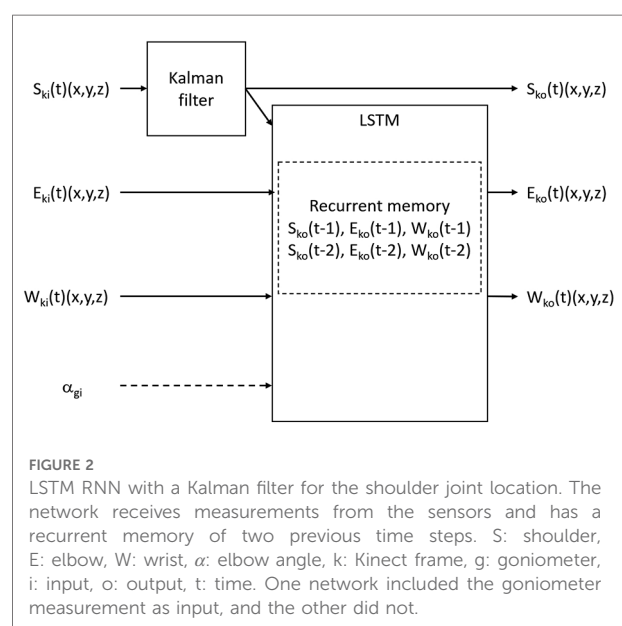 S_ki(t)(x,y,z)
Kalman
filter
S_ko(t)(x,y,z)
LSTM
E_ki(t)(x,y,z)
Recurrent memory
S_ko(t-1), E_ko(t-1), W_ko(t-1)
S_ko(t-2), E_ko(t-2), W_ko(t-2)
E_ko(t)(x,y,z)
W_ki(t)(x,y,z)
W_ko(t)(x,y,z)
α_gi
FIGURE 2
LSTM RNN with a Kalman filter for the shoulder joint location. The
network receives measurements from the sensors and has a
recurrent memory of two previous time steps. S: shoulder,
E: elbow, W: wrist, α: elbow angle, k: Kinect frame, g: goniometer,
i: input, o: output, t: time. One network included the goniometer
measurement as input, and the other did not.